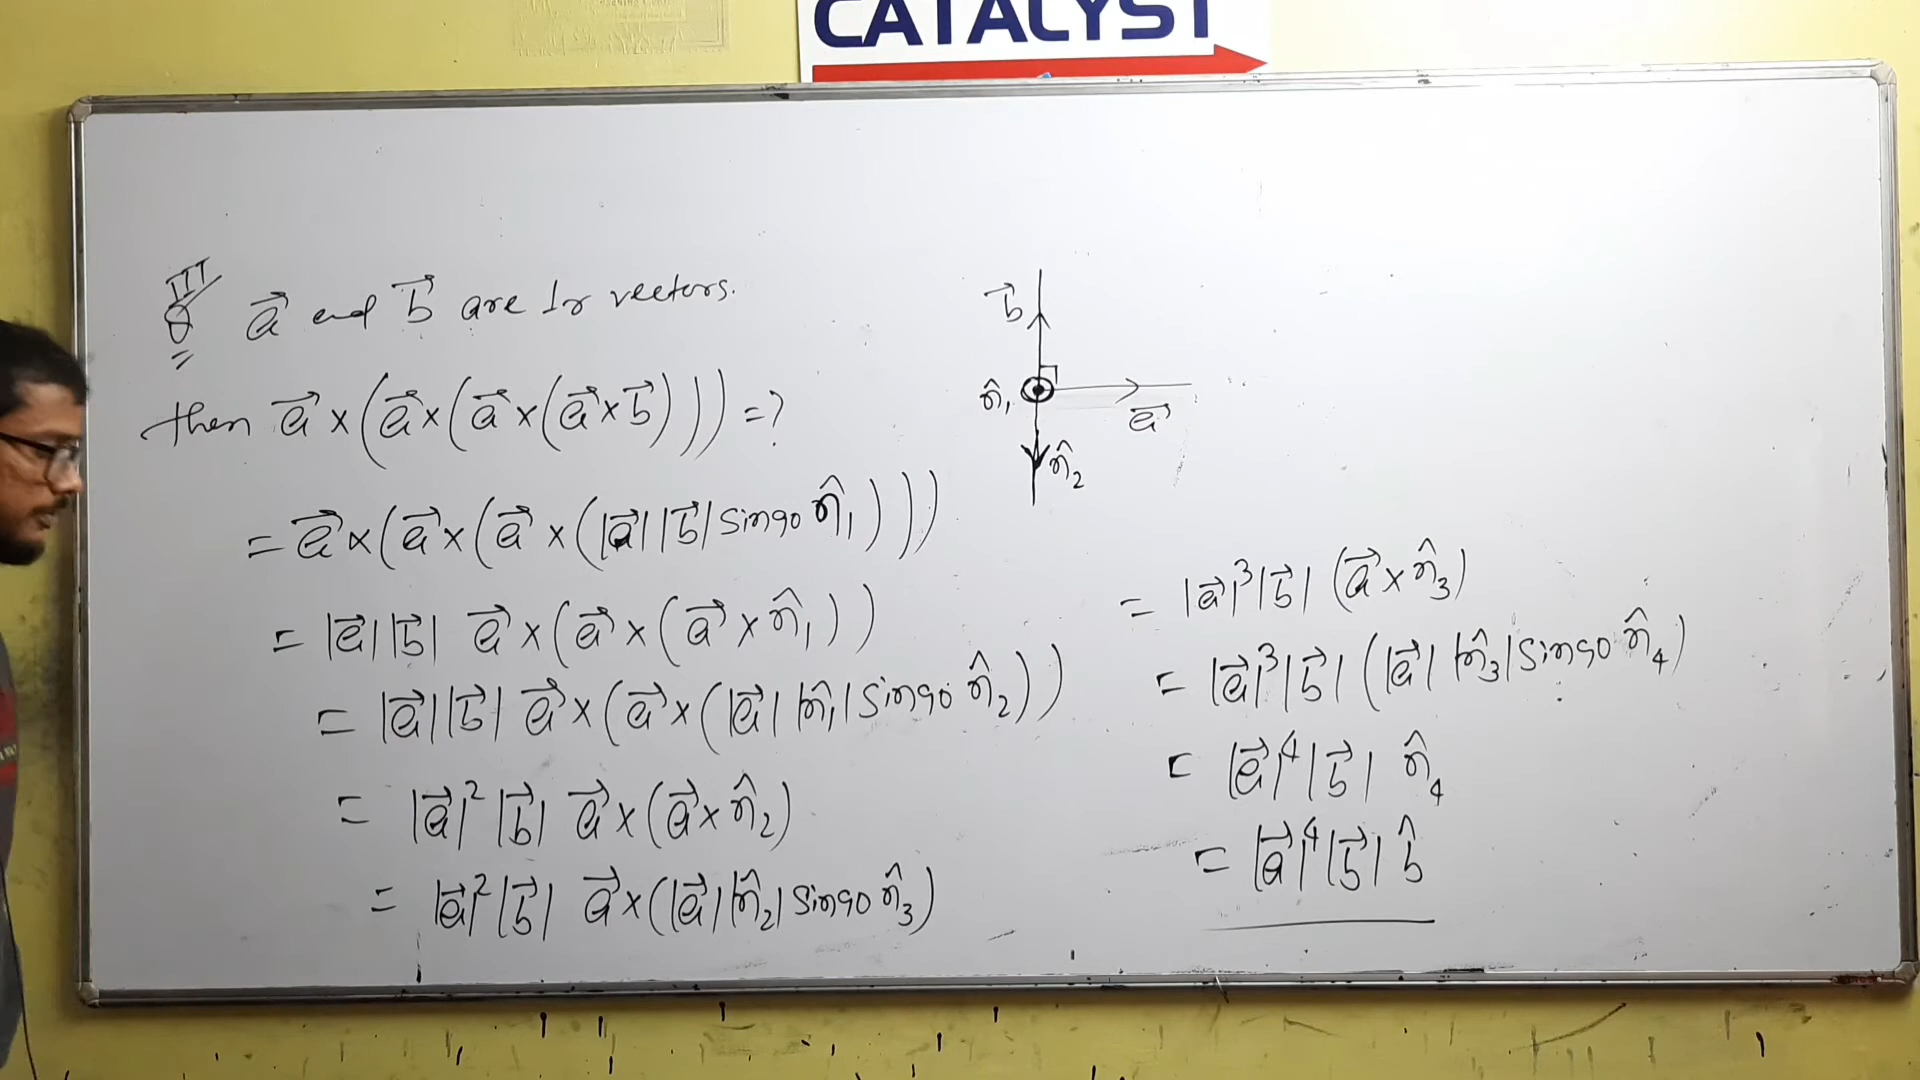 CATALYST
III
Q a⃗ and b⃗ are ⊥r vectors.
then a⃗ × (a⃗ × (a⃗ × (a⃗ × b⃗))) = ?
= a⃗ × (a⃗ × (a⃗ × (|a⃗| |b⃗| sin90 n̂₁)))
= |a⃗| |b⃗| a⃗ × (a⃗ × (a⃗ × n̂₁))
= |a⃗| |b⃗| a⃗ × (a⃗ × (|a⃗| |n̂₁| sin90 n̂₂))
= |a⃗|² |b⃗| a⃗ × (a⃗ × n̂₂)
= |a⃗|² |b⃗| a⃗ × (|a⃗| |n̂₂| sin90 n̂₃)
b⃗
n̂₁
a⃗
n̂₂
= |a⃗|³ |b⃗| (a⃗ × n̂₃)
= |a⃗|³ |b⃗| (|a⃗| |n̂₃| sin90 n̂₄)
= |a⃗|⁴ |b⃗| n̂₄
= |a⃗|⁴ |b⃗| b̂